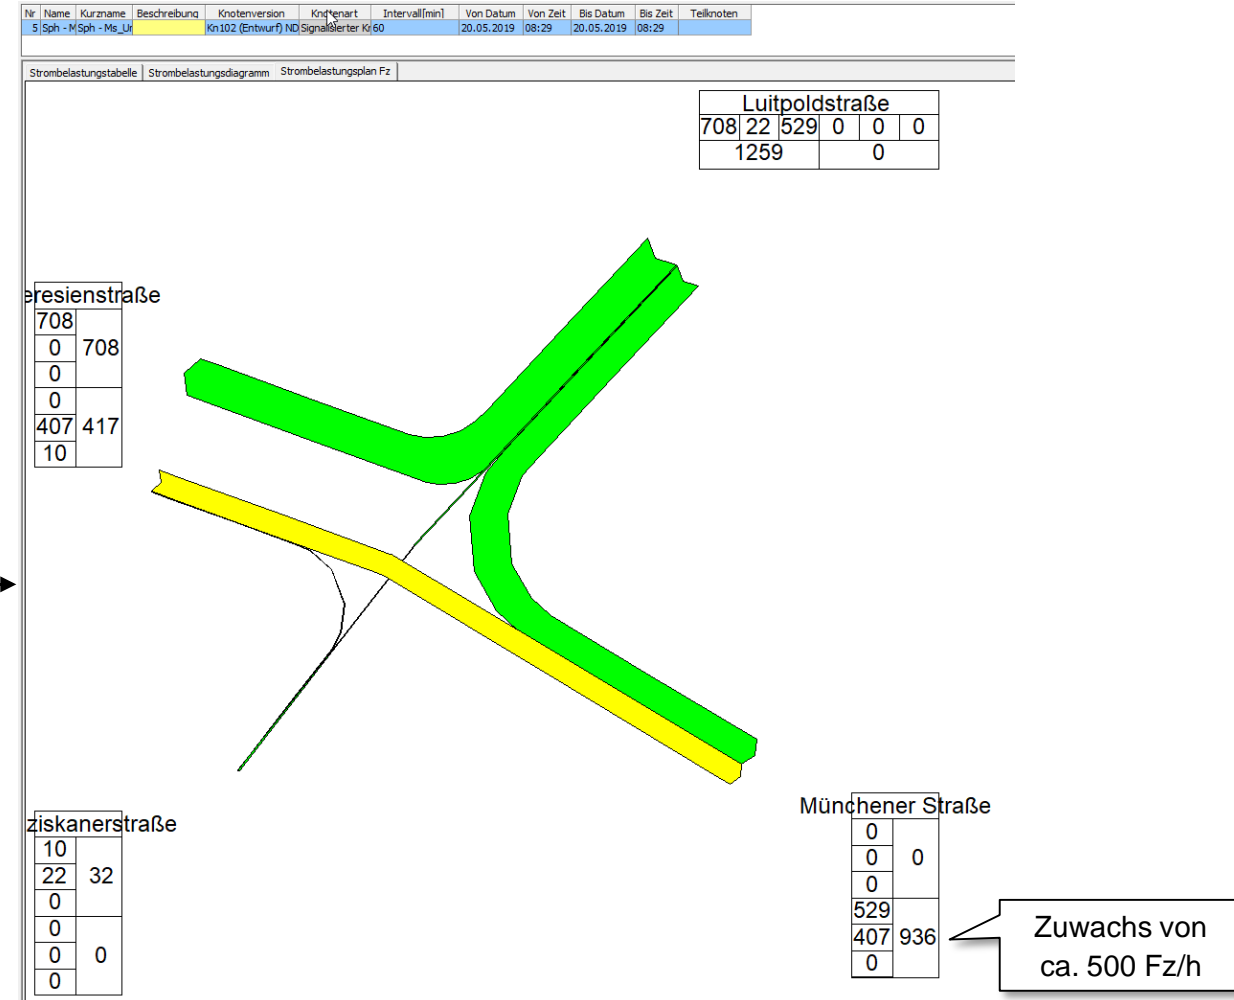 Nr Name Kurzname Beschreibung Knotenversion Knotenart Intervall[min] Von Datum Von Zeit Bis Datum Bis Zeit Teilknoten
5 Sph - M Sph - Ms_Ur Kn102 (Entwurf) ND Signalisierter Kr 60 20.05.2019 08:29 20.05.2019 08:29
Strombelastungstabelle Strombelastungsdiagramm Strombelastungsplan Fz
Luitpoldstraße
708 22 529 0 0 0
1259 0
eresienstraße
708
0 708
0
0
407 417
10
ziskanerstraße
10
22 32
0
0
0 0
0
Münchener Straße
0
0 0
0
529
407 936
0
Zuwachs von
ca. 500 Fz/h